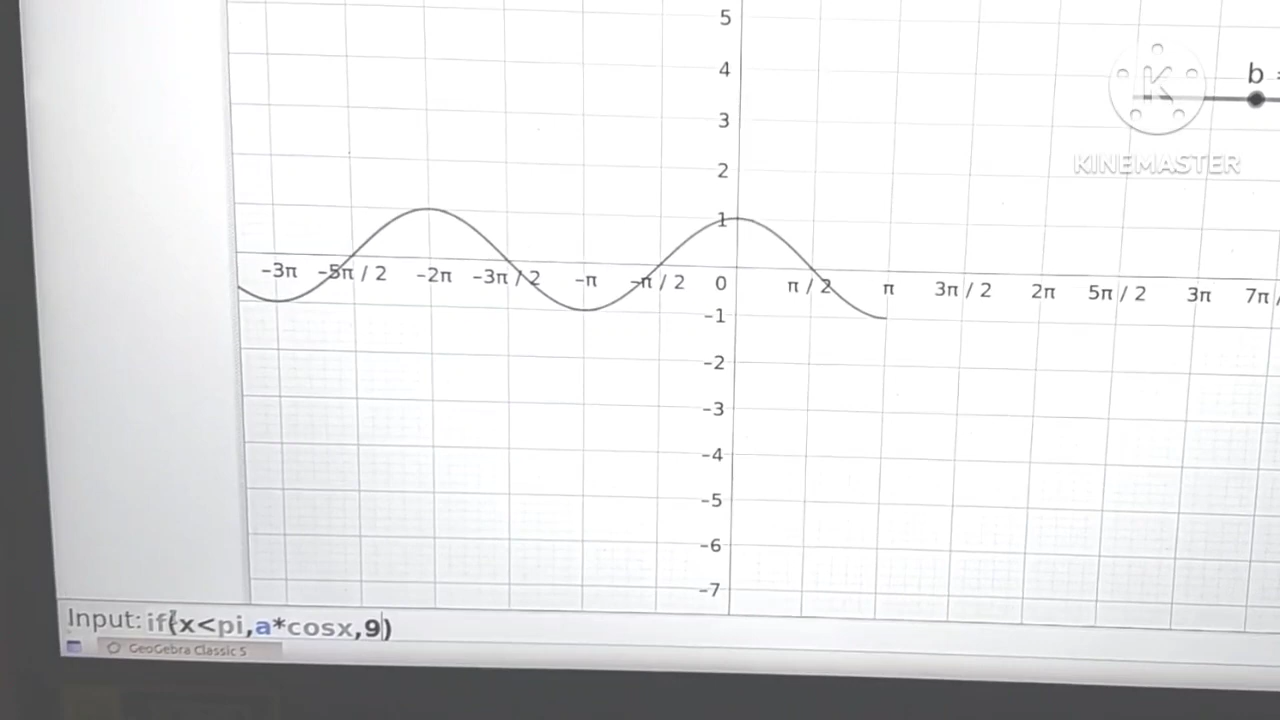 5
4
b =
3
KINEMASTER
2
1
−3π −5π / 2 −2π −3π / 2 −π −π / 2 0 π / 2 π 3π / 2 2π 5π / 2 3π 7π /
−1
−2
−3
−4
−5
−6
−7
Input: if(x<pi,a*cosx,9)
GeoGebra Classic 5